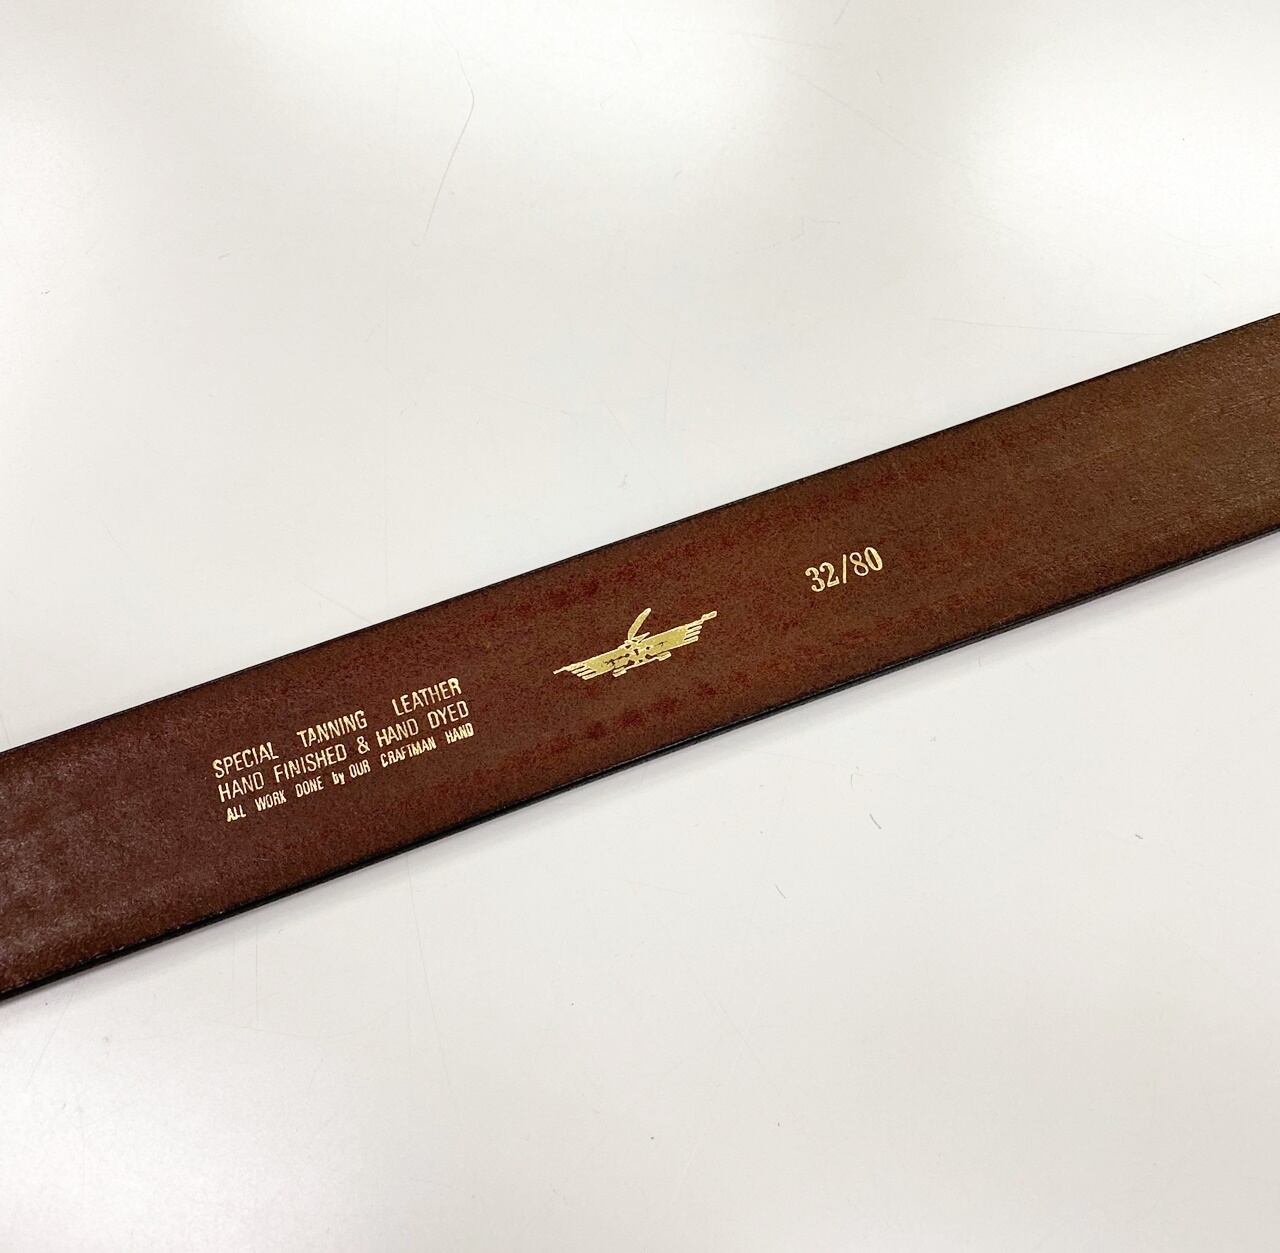 SPECIAL TANNING LEATHER
HAND FINISHED & HAND DYED
ALL WORK DONE by OUR CRAFTMAN HAND
32/80